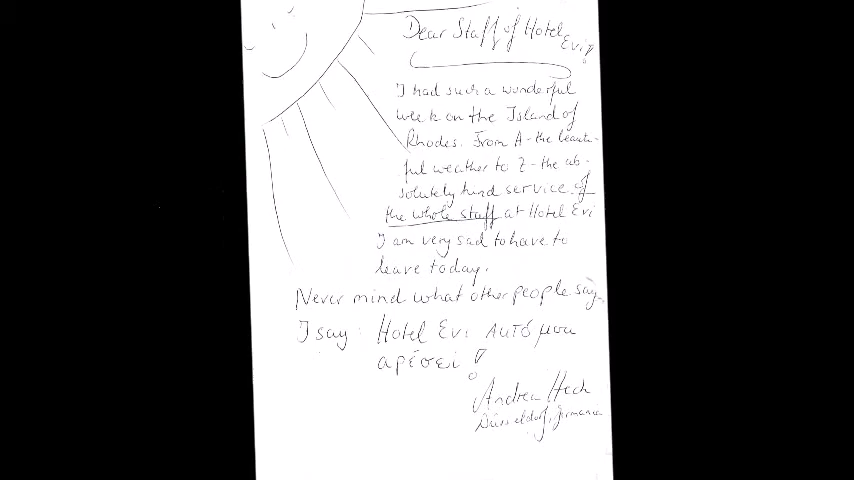 Dear Staff of Hotel Evi!
I had such a wonderful
week on the Island of
Rhodes. From A - the beauti-
ful weather to Z - the ab-
solutely kind service of
the whole staff at Hotel Evi
I am very sad to have to
leave today.
Never mind what other people say -
I say: Hotel Evi Αυτό μου
αρέσει!
Andrea Heck
Düsseldorf, Germania